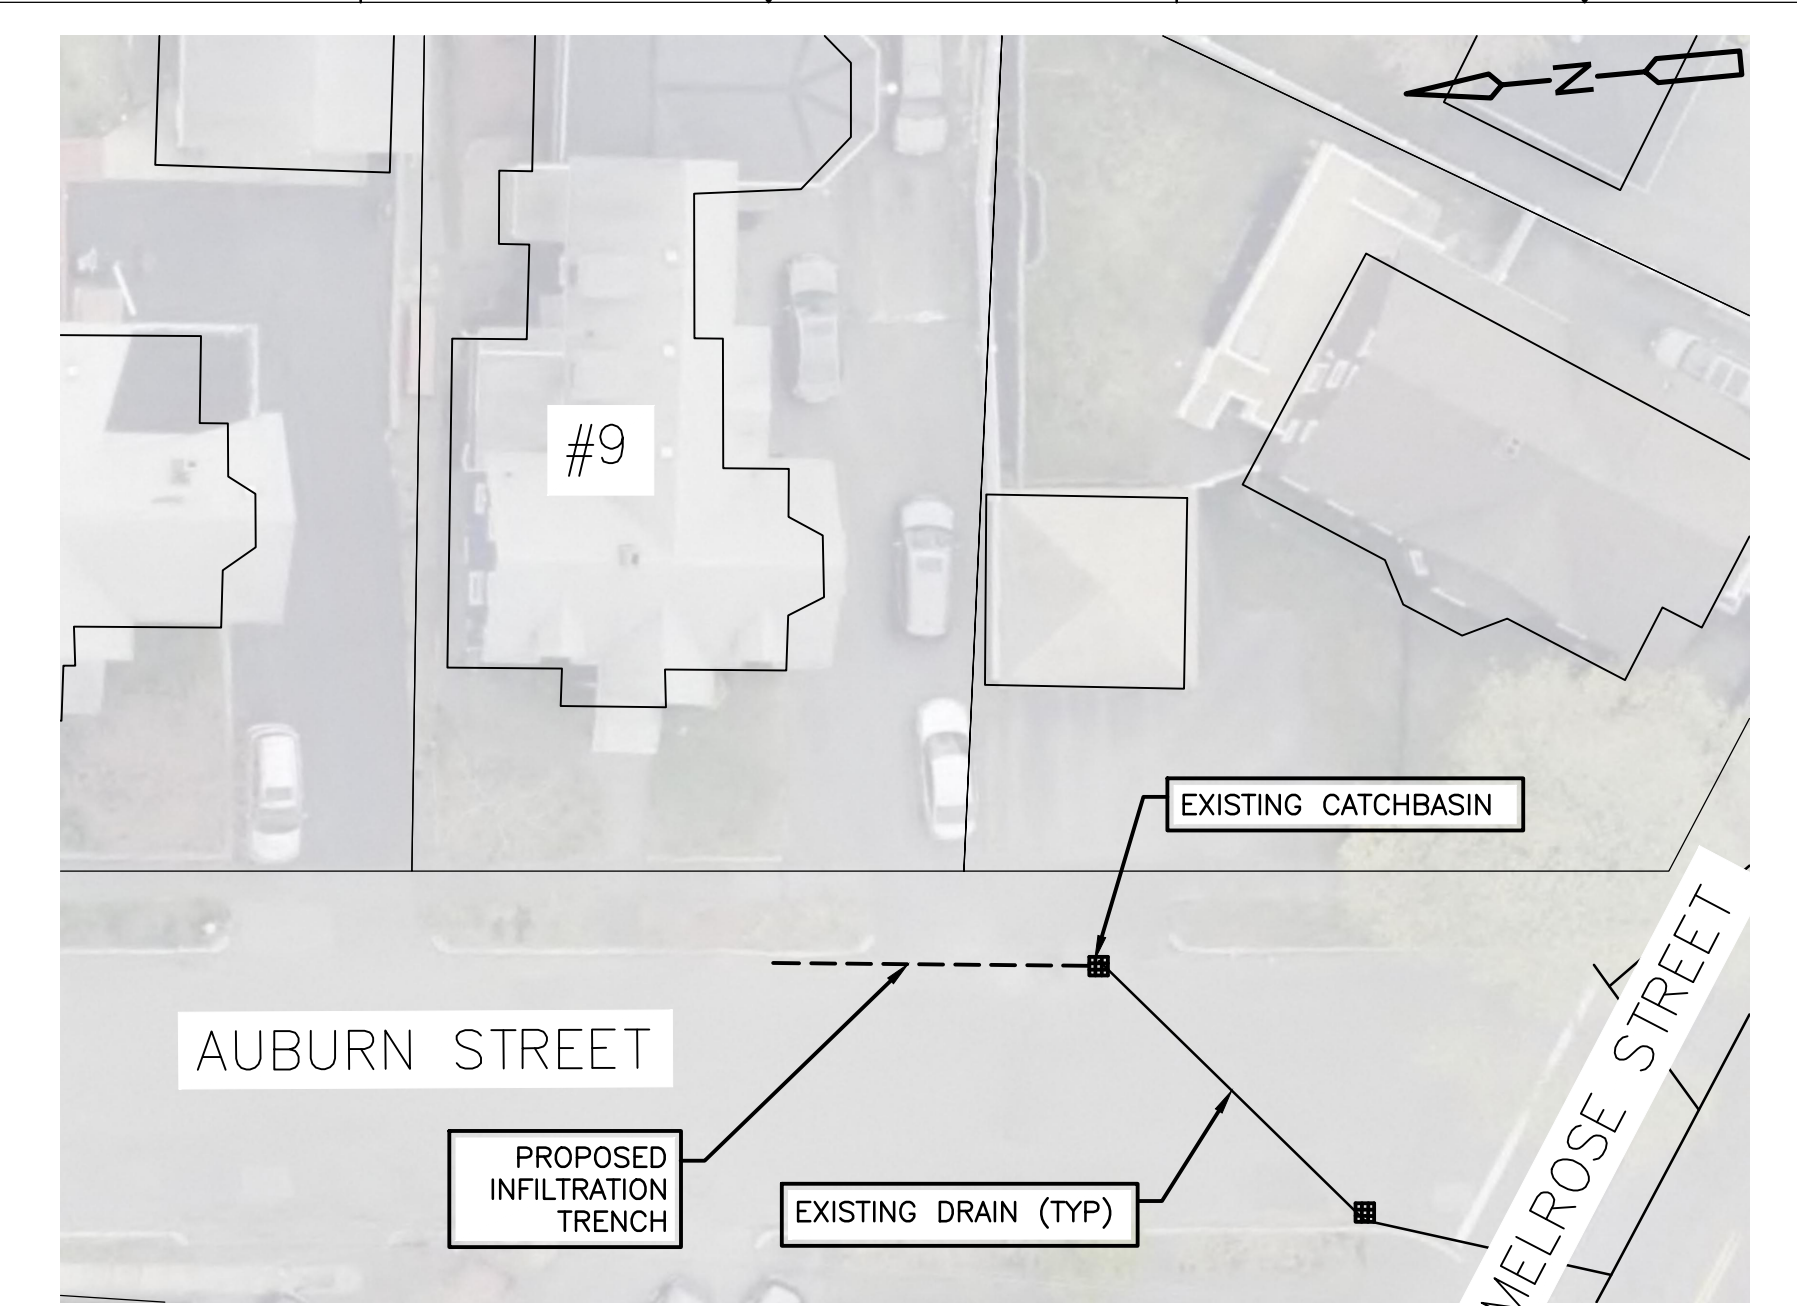 N
#9
EXISTING CATCHBASIN
AUBURN STREET
MELROSE STREET
PROPOSED
INFILTRATION
TRENCH
EXISTING DRAIN (TYP)